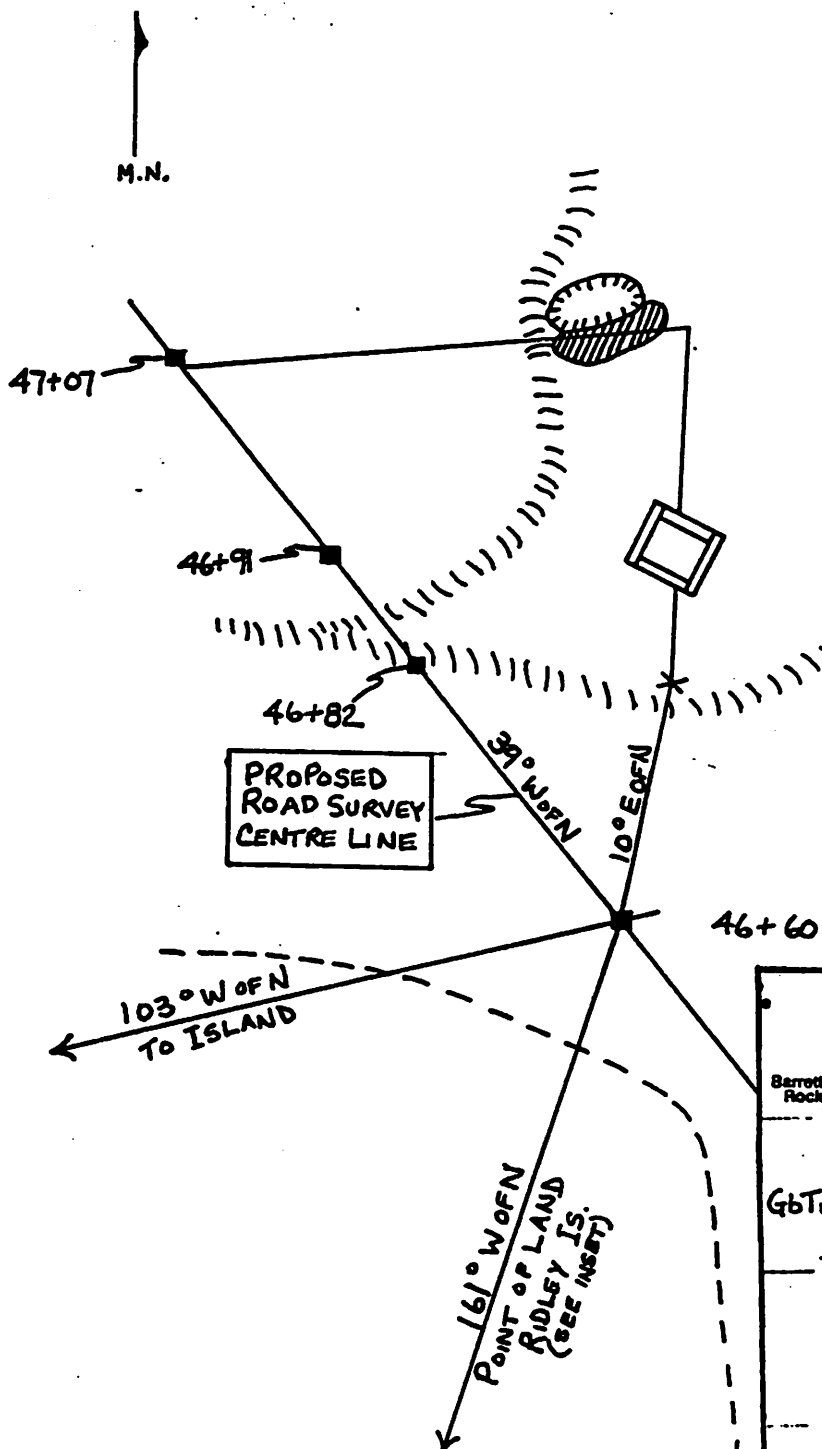 M.N.
47+07
46+91
46+82
PROPOSED
ROAD SURVEY
CENTRE LINE
39° W OF N
10° E OF N
46+60
103° W OF N
TO ISLAND
161° W OF N
POINT OF LAND
RIDLEY IS.
(SEE INSET)